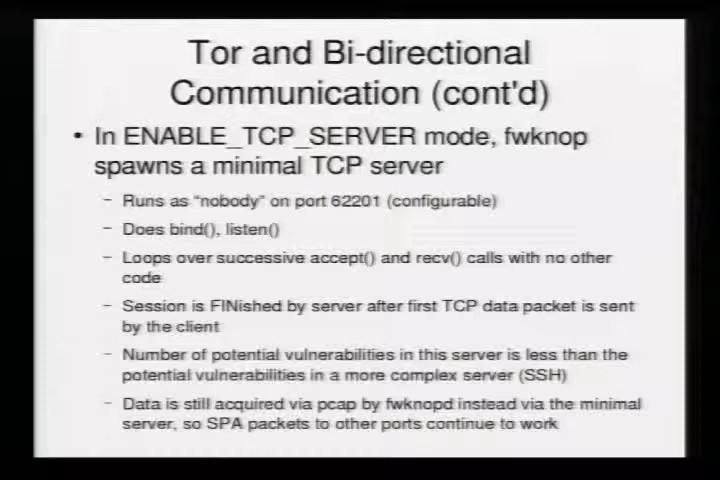 Tor and Bi-directional
Communication (cont'd)
• In ENABLE_TCP_SERVER mode, fwknop
spawns a minimal TCP server
– Runs as “nobody” on port 62201 (configurable)
– Does bind(), listen()
– Loops over successive accept() and recv() calls with no other
code
– Session is FINished by server after first TCP data packet is sent
by the client
– Number of potential vulnerabilities in this server is less than the
potential vulnerabilities in a more complex server (SSH)
– Data is still acquired via pcap by fwknopd instead via the minimal
server, so SPA packets to other ports continue to work